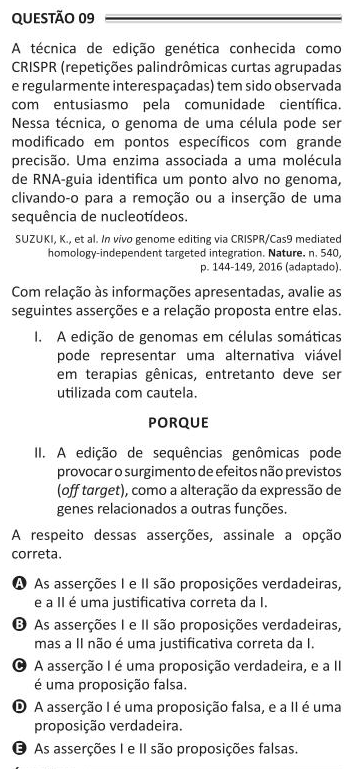 QUESTÃO 09
A técnica de edição genética conhecida como
CRISPR (repetições palindrômicas curtas agrupadas
e regularmente interespaçadas) tem sido observada
com entusiasmo pela comunidade científica.
Nessa técnica, o genoma de uma célula pode ser
modificado em pontos específicos com grande
precisão. Uma enzima associada a uma molécula
de RNA-guia identifica um ponto alvo no genoma,
clivando-o para a remoção ou a inserção de uma
sequência de nucleotídeos.
SUZUKI, K., et al. In vivo genome editing via CRISPR/Cas9 mediated
homology-independent targeted integration. Nature. n. 540,
p. 144-149, 2016 (adaptado).
Com relação às informações apresentadas, avalie as
seguintes asserções e a relação proposta entre elas.
I. A edição de genomas em células somáticas
pode representar uma alternativa viável
em terapias gênicas, entretanto deve ser
utilizada com cautela.
PORQUE
II. A edição de sequências genômicas pode
provocar o surgimento de efeitos não previstos
(off target), como a alteração da expressão de
genes relacionados a outras funções.
A respeito dessas asserções, assinale a opção
correta.
A As asserções I e II são proposições verdadeiras,
e a II é uma justificativa correta da I.
B As asserções I e II são proposições verdadeiras,
mas a II não é uma justificativa correta da I.
C A asserção I é uma proposição verdadeira, e a II
é uma proposição falsa.
D A asserção I é uma proposição falsa, e a II é uma
proposição verdadeira.
E As asserções I e II são proposições falsas.